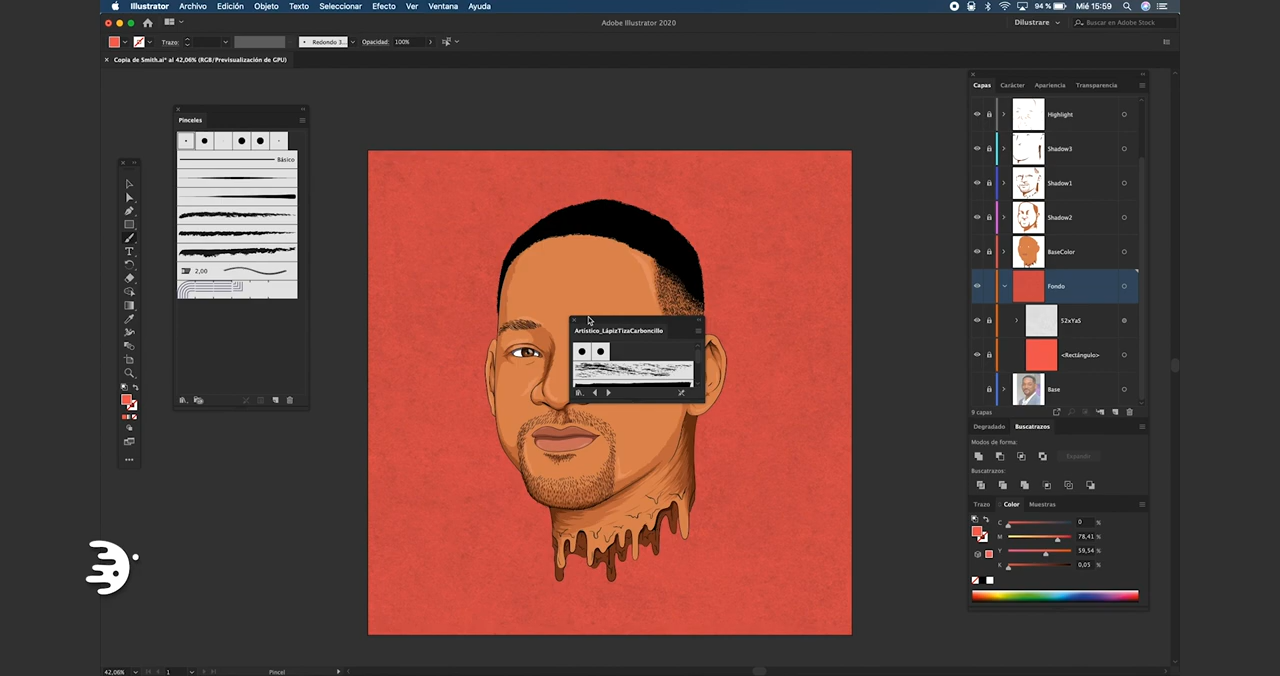 Illustrator Archivo Edición Objeto Texto Seleccionar Efecto Ver Ventana Ayuda 94 % Mié 15:59
Adobe Illustrator 2020 Dilustrare Buscar en Adobe Stock
Trazo: Redondo 3... Opacidad: 100%
Copia de Smith.ai* al 42,06% (RGB/Previsualización de GPU)
Pinceles
Básico
2,00
Artístico_LápizTizaCarboncillo
Capas Carácter Apariencia Transparencia
Highlight
Shadow3
Shadow1
Shadow2
BaseColor
Fondo
52xYaS
<Rectángulo>
Base
9 capas
Degradado Buscatrazos
Modos de forma:
Expandir
Buscatrazos:
Trazo Color Muestras
C 0 %
M 78,41 %
Y 59,54 %
K 0,05 %
42,06% 1 Pincel